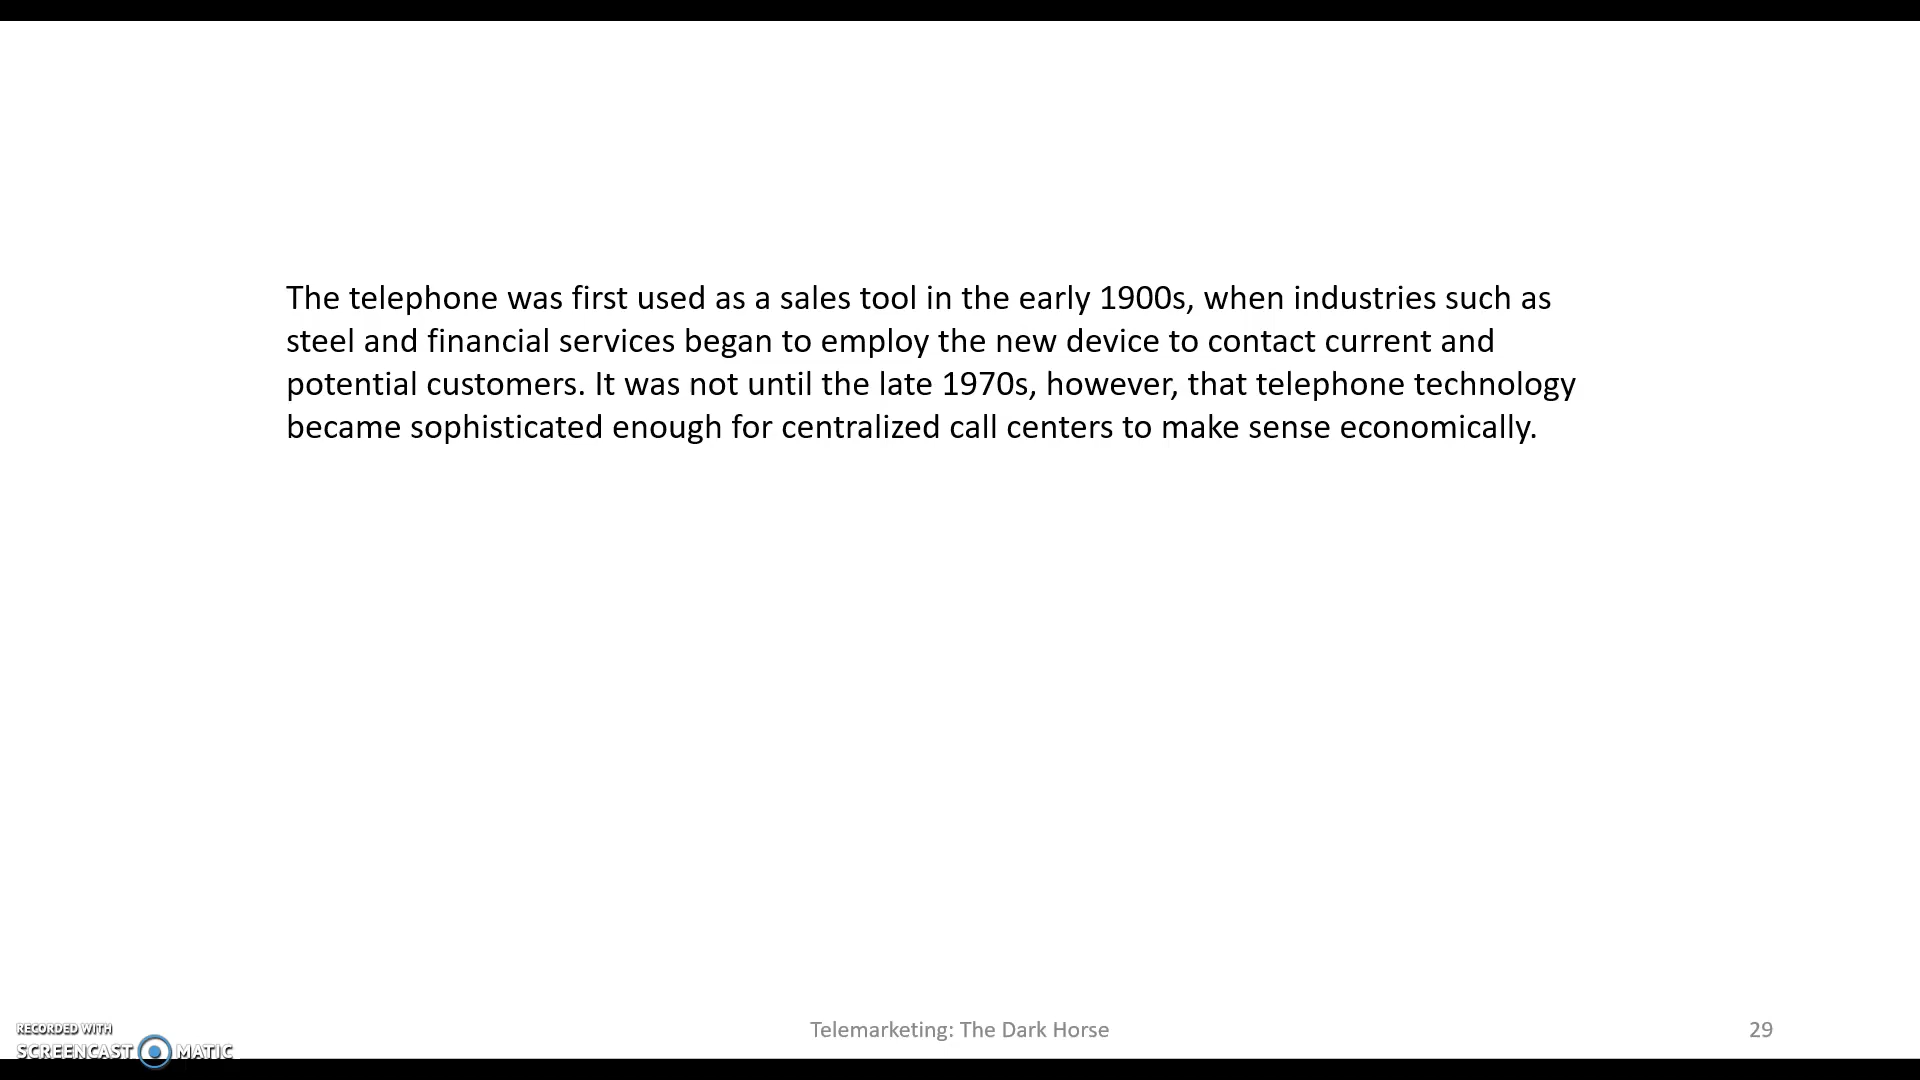 The telephone was first used as a sales tool in the early 1900s, when industries such as
steel and financial services began to employ the new device to contact current and
potential customers. It was not until the late 1970s, however, that telephone technology
became sophisticated enough for centralized call centers to make sense economically.
Telemarketing: The Dark Horse
29
RECORDED WITH
SCREENCAST MATIC